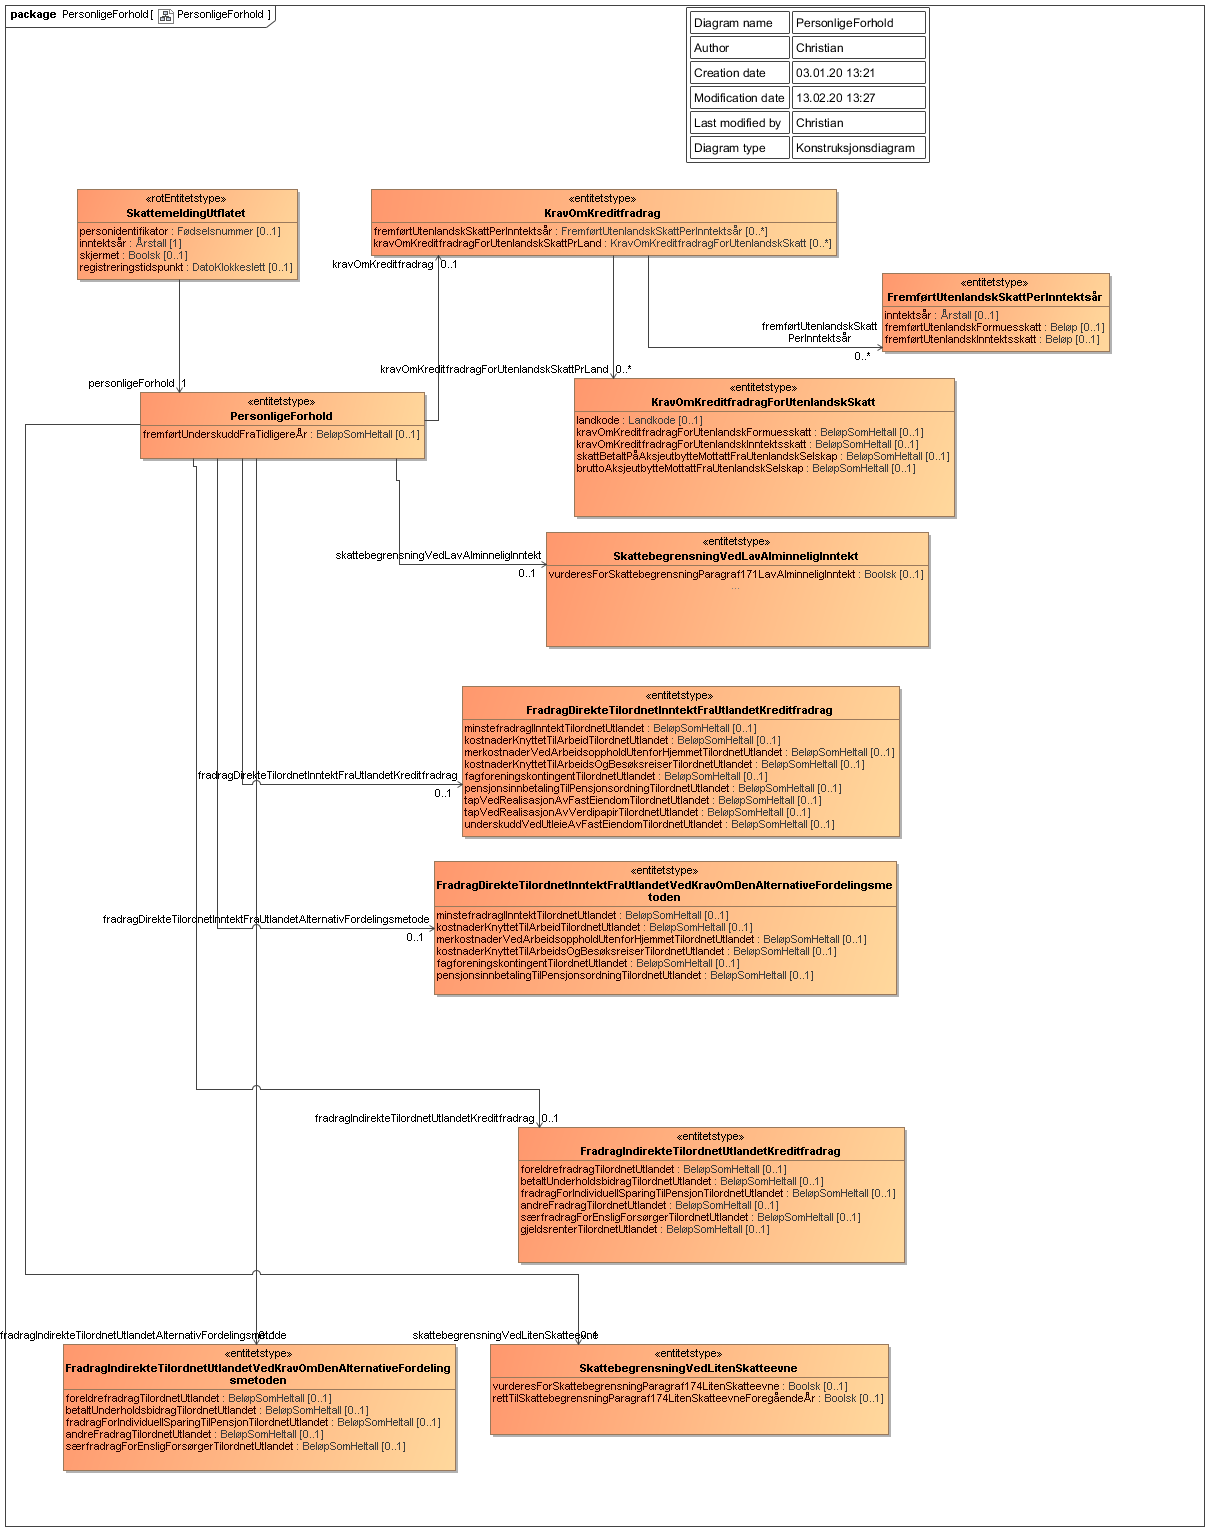 package PersonligeForhold [ PersonligeForhold ]
Diagram name PersonligeForhold
Author Christian
Creation date 03.01.20 13:21
Modification date 13.02.20 13:27
Last modified by Christian
Diagram type Konstruksjonsdiagram
«rotEntitetstype»
SkattemeldingUtflatet
personidentifikator : Fødselsnummer [0..1]
inntektsår : Årstall [1]
skjermet : Boolsk [0..1]
registreringstidspunkt : DatoKlokkeslett [0..1]
«entitetstype»
KravOmKreditfradrag
fremførtUtenlandskSkattPerInntektsår : FremførtUtenlandskSkattPerInntektsår [0..*]
kravOmKreditfradragForUtenlandskSkattPrLand : KravOmKreditfradragForUtenlandskSkatt [0..*]
kravOmKreditfradrag 0..1
«entitetstype»
FremførtUtenlandskSkattPerInntektsår
inntektsår : Årstall [0..1]
fremførtUtenlandskFormuesskatt : Beløp [0..1]
fremførtUtenlandskInntektsskatt : Beløp [0..1]
fremførtUtenlandskSkatt
PerInntektsår
0..*
kravOmKreditfradragForUtenlandskSkattPrLand 0..*
personligeForhold 1
«entitetstype»
PersonligeForhold
fremførtUnderskuddFraTidligereÅr : BeløpSomHeltall [0..1]
«entitetstype»
KravOmKreditfradragForUtenlandskSkatt
landkode : Landkode [0..1]
kravOmKreditfradragForUtenlandskFormuesskatt : BeløpSomHeltall [0..1]
kravOmKreditfradragForUtenlandskInntektsskatt : BeløpSomHeltall [0..1]
skattBetaltPåAksjeutbytteMottattFraUtenlandskSelskap : BeløpSomHeltall [0..1]
bruttoAksjeutbytteMottattFraUtenlandskSelskap : BeløpSomHeltall [0..1]
skattebegrensningVedLavAlminneligInntekt
0..1
«entitetstype»
SkattebegrensningVedLavAlminneligInntekt
vurderesForSkattebegrensningParagraf171LavAlminneligInntekt : Boolsk [0..1]
...
«entitetstype»
FradragDirekteTilordnetInntektFraUtlandetKreditfradrag
minstefradragIInntektTilordnetUtlandet : BeløpSomHeltall [0..1]
kostnaderKnyttetTilArbeidTilordnetUtlandet : BeløpSomHeltall [0..1]
merkostnaderVedArbeidsoppholdUtenforHjemmetTilordnetUtlandet : BeløpSomHeltall [0..1]
kostnaderKnyttetTilArbeidsOgBesøksreiserTilordnetUtlandet : BeløpSomHeltall [0..1]
fagforeningskontingentTilordnetUtlandet : BeløpSomHeltall [0..1]
pensjonsinnbetalingTilPensjonsordningTilordnetUtlandet : BeløpSomHeltall [0..1]
tapVedRealisasjonAvFastEiendomTilordnetUtlandet : BeløpSomHeltall [0..1]
tapVedRealisasjonAvVerdipapirTilordnetUtlandet : BeløpSomHeltall [0..1]
underskuddVedUtleieAvFastEiendomTilordnetUtlandet : BeløpSomHeltall [0..1]
fradragDirekteTilordnetInntektFraUtlandetKreditfradrag
0..1
«entitetstype»
FradragDirekteTilordnetInntektFraUtlandetVedKravOmDenAlternativeFordelingsme
toden
minstefradragIInntektTilordnetUtlandet : BeløpSomHeltall [0..1]
kostnaderKnyttetTilArbeidTilordnetUtlandet : BeløpSomHeltall [0..1]
merkostnaderVedArbeidsoppholdUtenforHjemmetTilordnetUtlandet : BeløpSomHeltall [0..1]
kostnaderKnyttetTilArbeidsOgBesøksreiserTilordnetUtlandet : BeløpSomHeltall [0..1]
fagforeningskontingentTilordnetUtlandet : BeløpSomHeltall [0..1]
pensjonsinnbetalingTilPensjonsordningTilordnetUtlandet : BeløpSomHeltall [0..1]
fradragDirekteTilordnetInntektFraUtlandetAlternativFordelingsmetode
0..1
fradragIndirekteTilordnetUtlandetKreditfradrag 0..1
«entitetstype»
FradragIndirekteTilordnetUtlandetKreditfradrag
foreldrefradragTilordnetUtlandet : BeløpSomHeltall [0..1]
betaltUnderholdsbidragTilordnetUtlandet : BeløpSomHeltall [0..1]
fradragForIndividuellSparingTilPensjonTilordnetUtlandet : BeløpSomHeltall [0..1]
andreFradragTilordnetUtlandet : BeløpSomHeltall [0..1]
særfradragForEnsligForsørgerTilordnetUtlandet : BeløpSomHeltall [0..1]
gjeldsrenterTilordnetUtlandet : BeløpSomHeltall [0..1]
fradragIndirekteTilordnetUtlandetAlternativFordelingsmetode 0..1
skattebegrensningVedLitenSkatteevne 0..1
«entitetstype»
FradragIndirekteTilordnetUtlandetVedKravOmDenAlternativeFordeling
smetoden
foreldrefradragTilordnetUtlandet : BeløpSomHeltall [0..1]
betaltUnderholdsbidragTilordnetUtlandet : BeløpSomHeltall [0..1]
fradragForIndividuellSparingTilPensjonTilordnetUtlandet : BeløpSomHeltall [0..1]
andreFradragTilordnetUtlandet : BeløpSomHeltall [0..1]
særfradragForEnsligForsørgerTilordnetUtlandet : BeløpSomHeltall [0..1]
«entitetstype»
SkattebegrensningVedLitenSkatteevne
vurderesForSkattebegrensningParagraf174LitenSkatteevne : Boolsk [0..1]
rettTilSkattebegrensningParagraf174LitenSkatteevneForegåendeÅr : Boolsk [0..1]